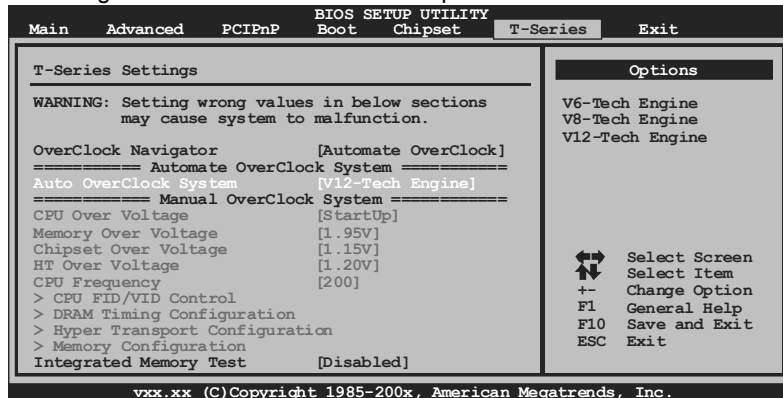 BIOS SETUP UTILITY
Main Advanced PCIPnP Boot Chipset T-Series Exit
T-Series Settings
WARNING: Setting wrong values in below sections
may cause system to malfunction.
OverClock Navigator [Automate OverClock]
=========== Automate OverClock System ===========
Auto OverClock System [V12-Tech Engine]
============ Manual OverClock System ============
CPU Over Voltage [StartUp]
Memory Over Voltage [1.95V]
Chipset Over Voltage [1.15V]
HT Over Voltage [1.20V]
CPU Frequency [200]
> CPU FID/VID Control
> DRAM Timing Configuration
> Hyper Transport Configuration
> Memory Configuration
Integrated Memory Test [Disabled]
Options
V6-Tech Engine
V8-Tech Engine
V12-Tech Engine
Select Screen
Select Item
+- Change Option
F1 General Help
F10 Save and Exit
ESC Exit
vxx.xx (C)Copyright 1985-200x, American Megatrends, Inc.